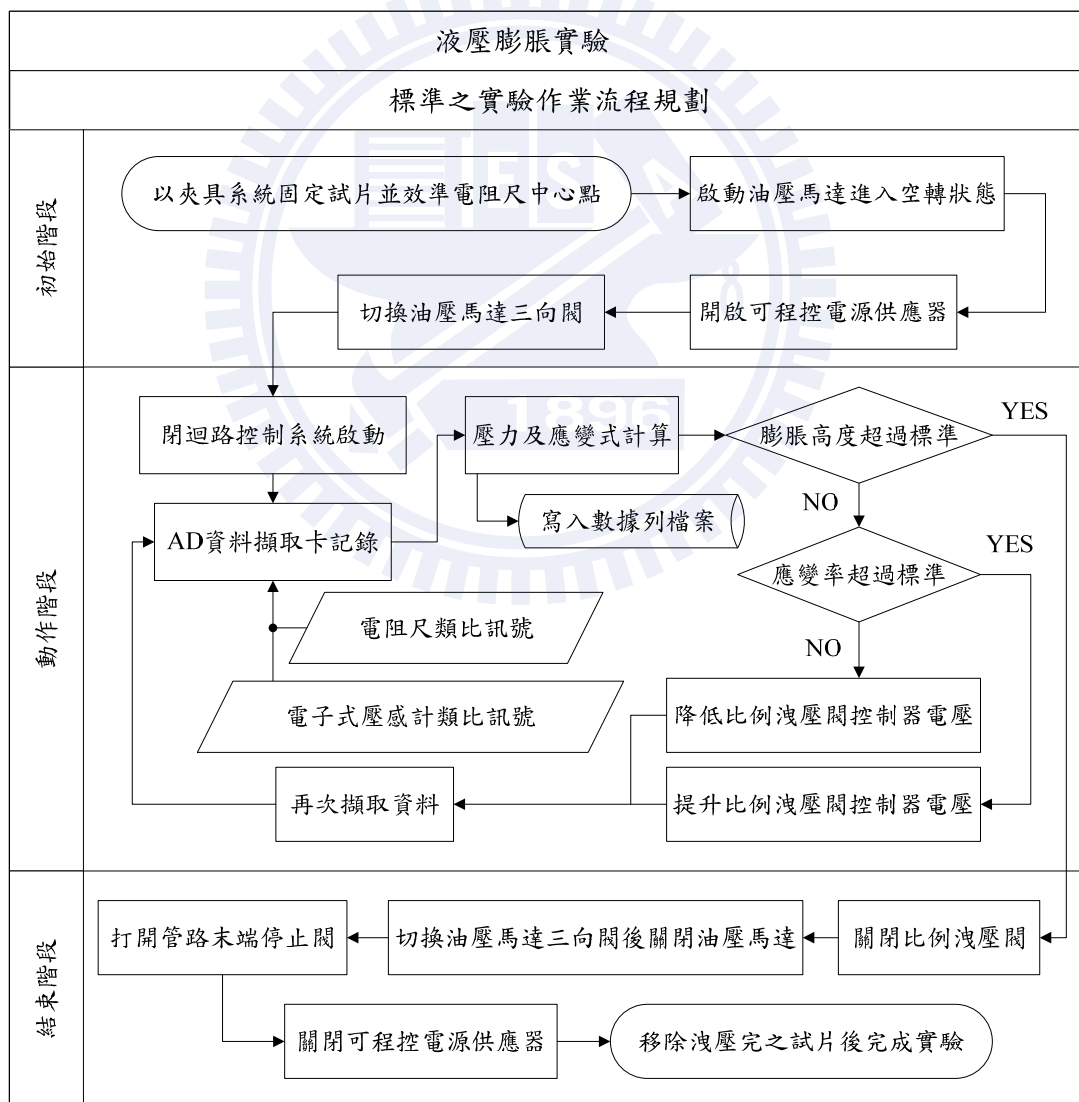 液壓膨脹實驗
標準之實驗作業流程規劃
初始階段
以夾具系統固定試片並效準電阻尺中心點
啟動油壓馬達進入空轉狀態
切換油壓馬達三向閥
開啟可程控電源供應器
動作階段
閉迴路控制系統啟動
壓力及應變式計算
膨脹高度超過標準
YES
NO
寫入數據列檔案
AD資料擷取卡記錄
應變率超過標準
YES
NO
電阻尺類比訊號
電子式壓感計類比訊號
降低比例洩壓閥控制器電壓
再次擷取資料
提升比例洩壓閥控制器電壓
結束階段
打開管路末端停止閥
切換油壓馬達三向閥後關閉油壓馬達
關閉比例洩壓閥
關閉可程控電源供應器
移除洩壓完之試片後完成實驗
ES
1896